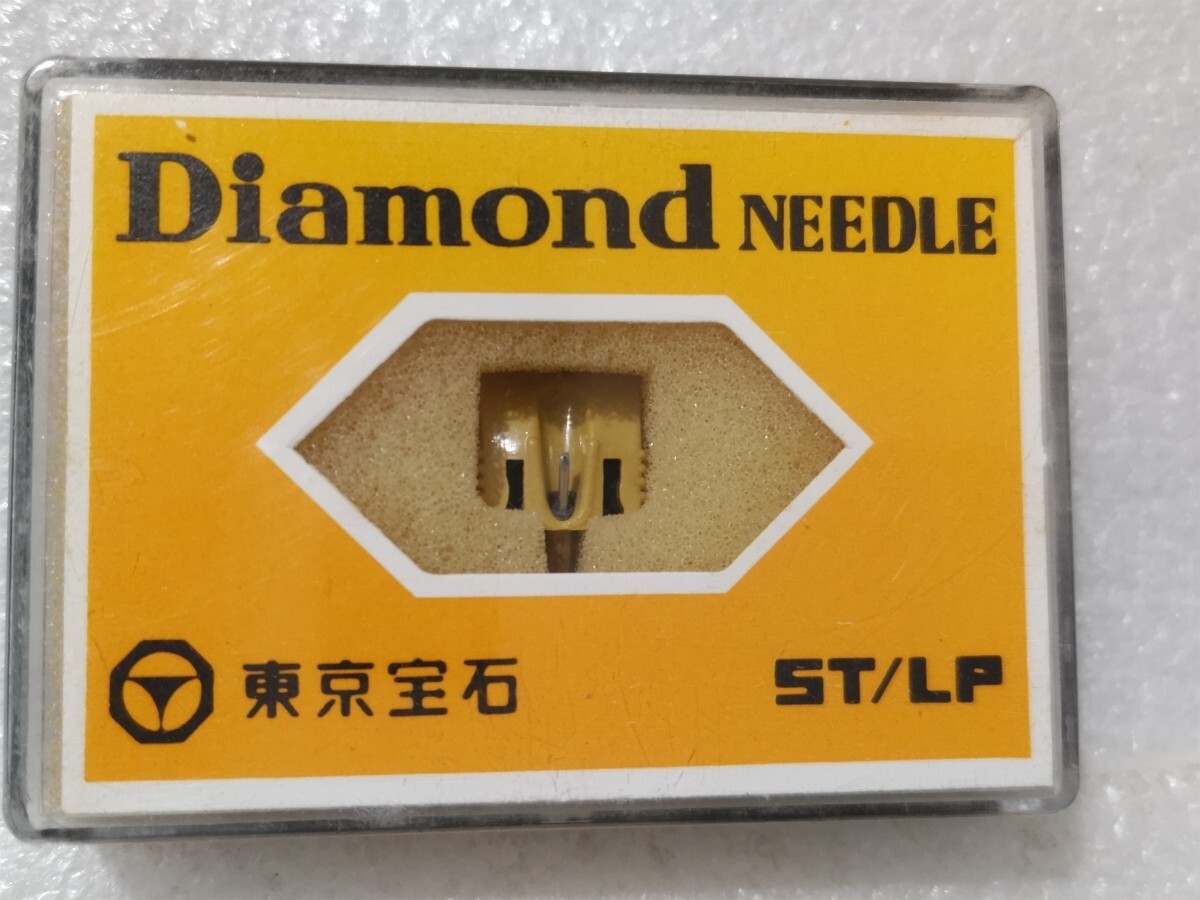 Diamond NEEDLE
東京宝石 ST/LP